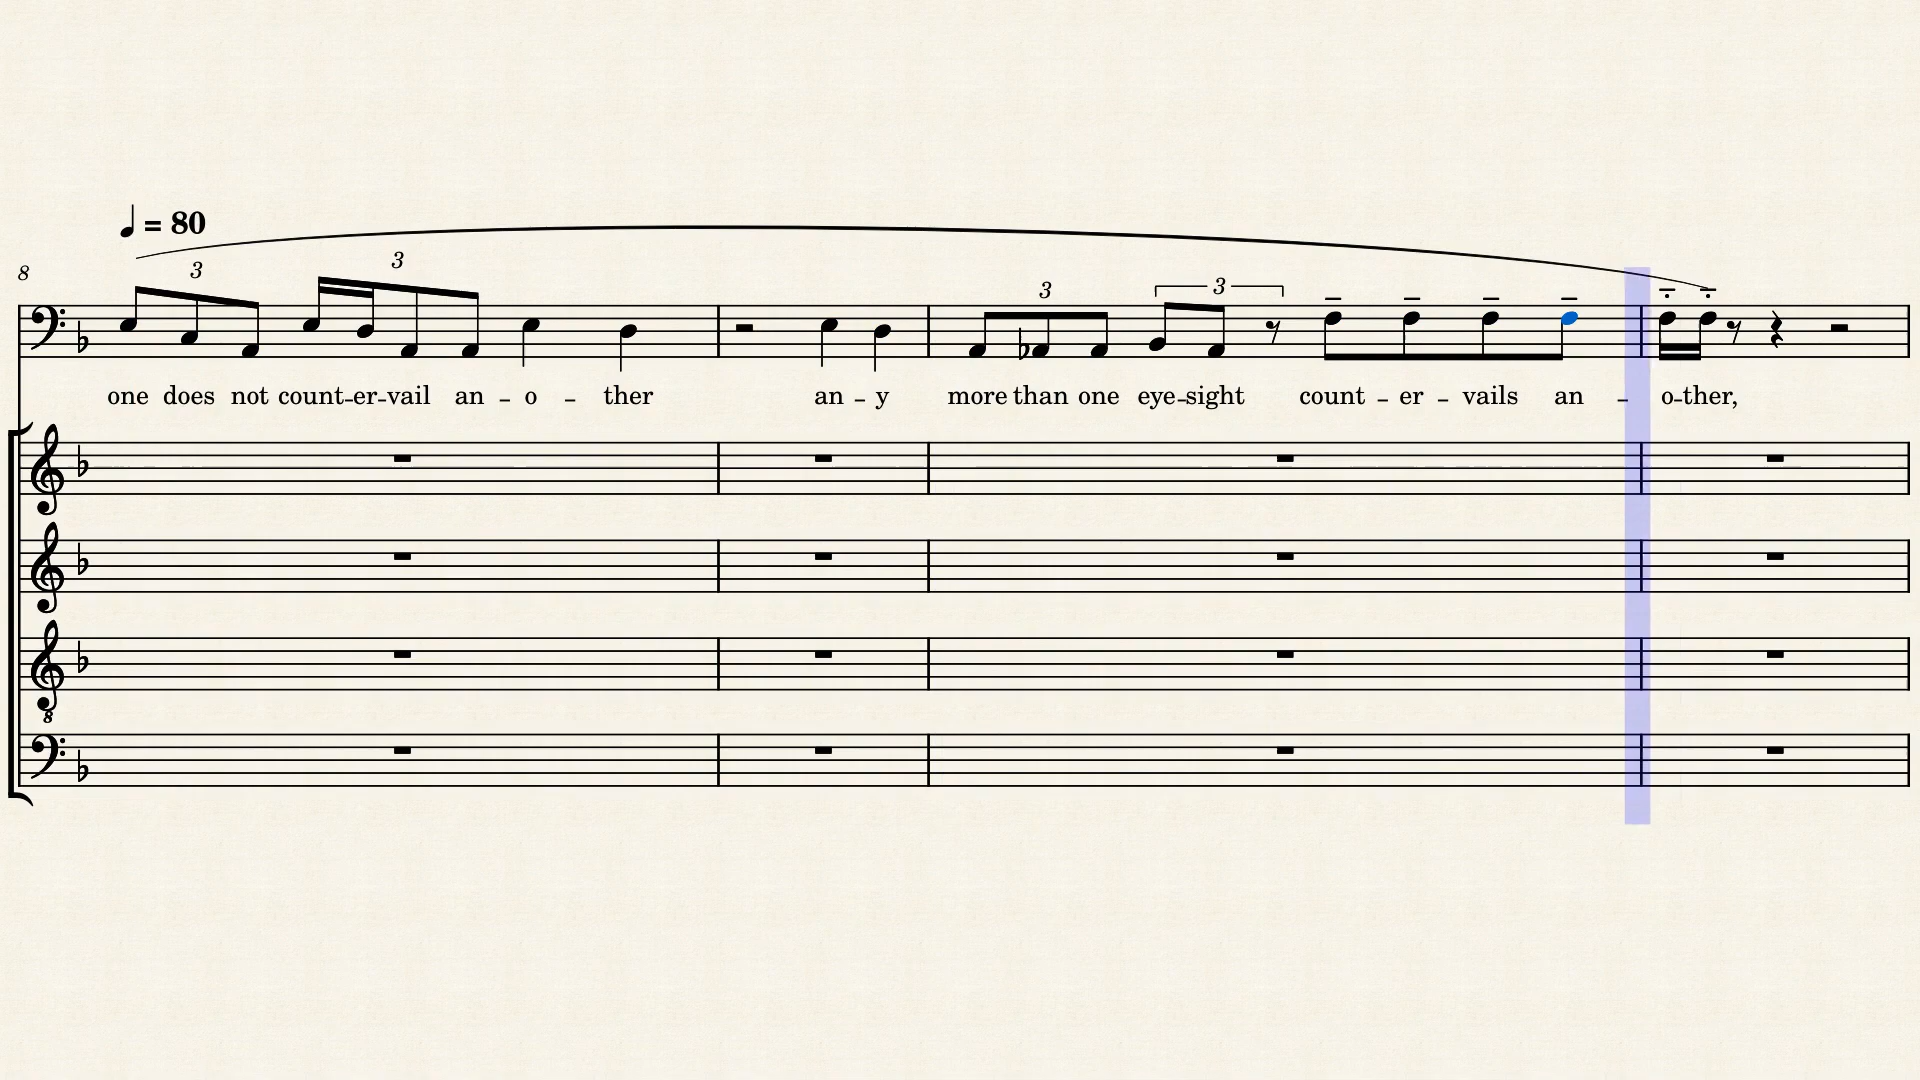 = 80
8
3 3 3 3
one does not count-er-vail an - o - ther an - y more than one eye-sight count - er - vails an - o-ther,
8